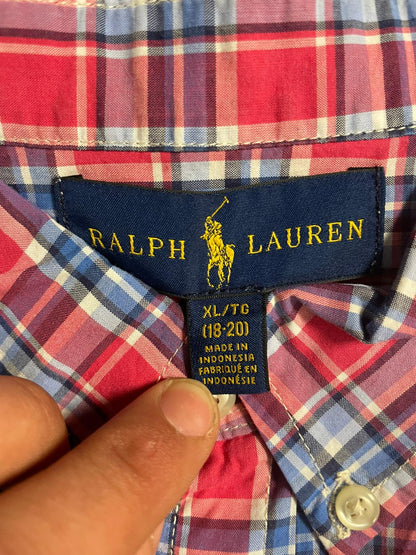 RALPH LAUREN
XL/TG
(18-20)
MADE IN
INDONESIA
FABRIQUÉ EN
INDONÉSIE